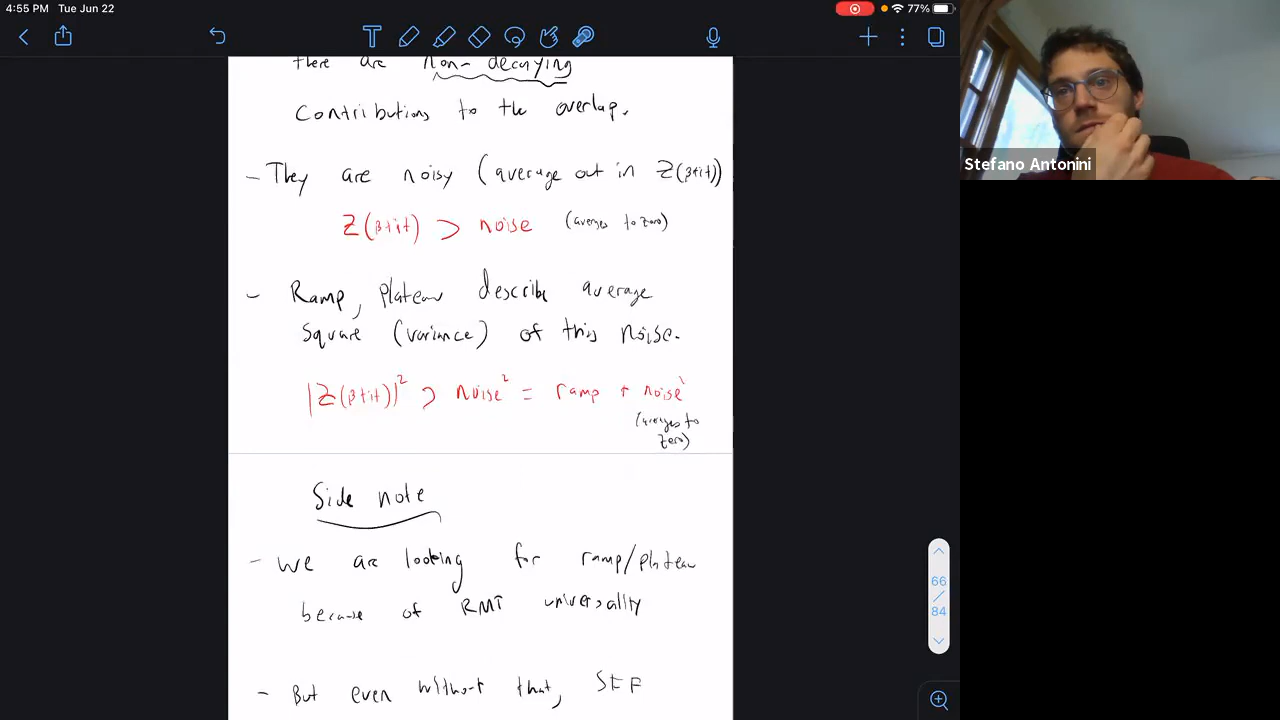 4:55 PM Tue Jun 22
77%
there are non-decaying
contributions to the overlap.
Stefano Antonini
- They are noisy (average out in Z(β+it))
Z(β+it) ⊃ noise (averages to zero)
- Ramp, plateau describe average
square (variance) of this noise.
|Z(β+it)|² ⊃ noise² = ramp + noise'
(averages to
zero)
Side note
- We are looking for ramp/plateau
because of RMT universality
66
/
84
- But even without that, SFF